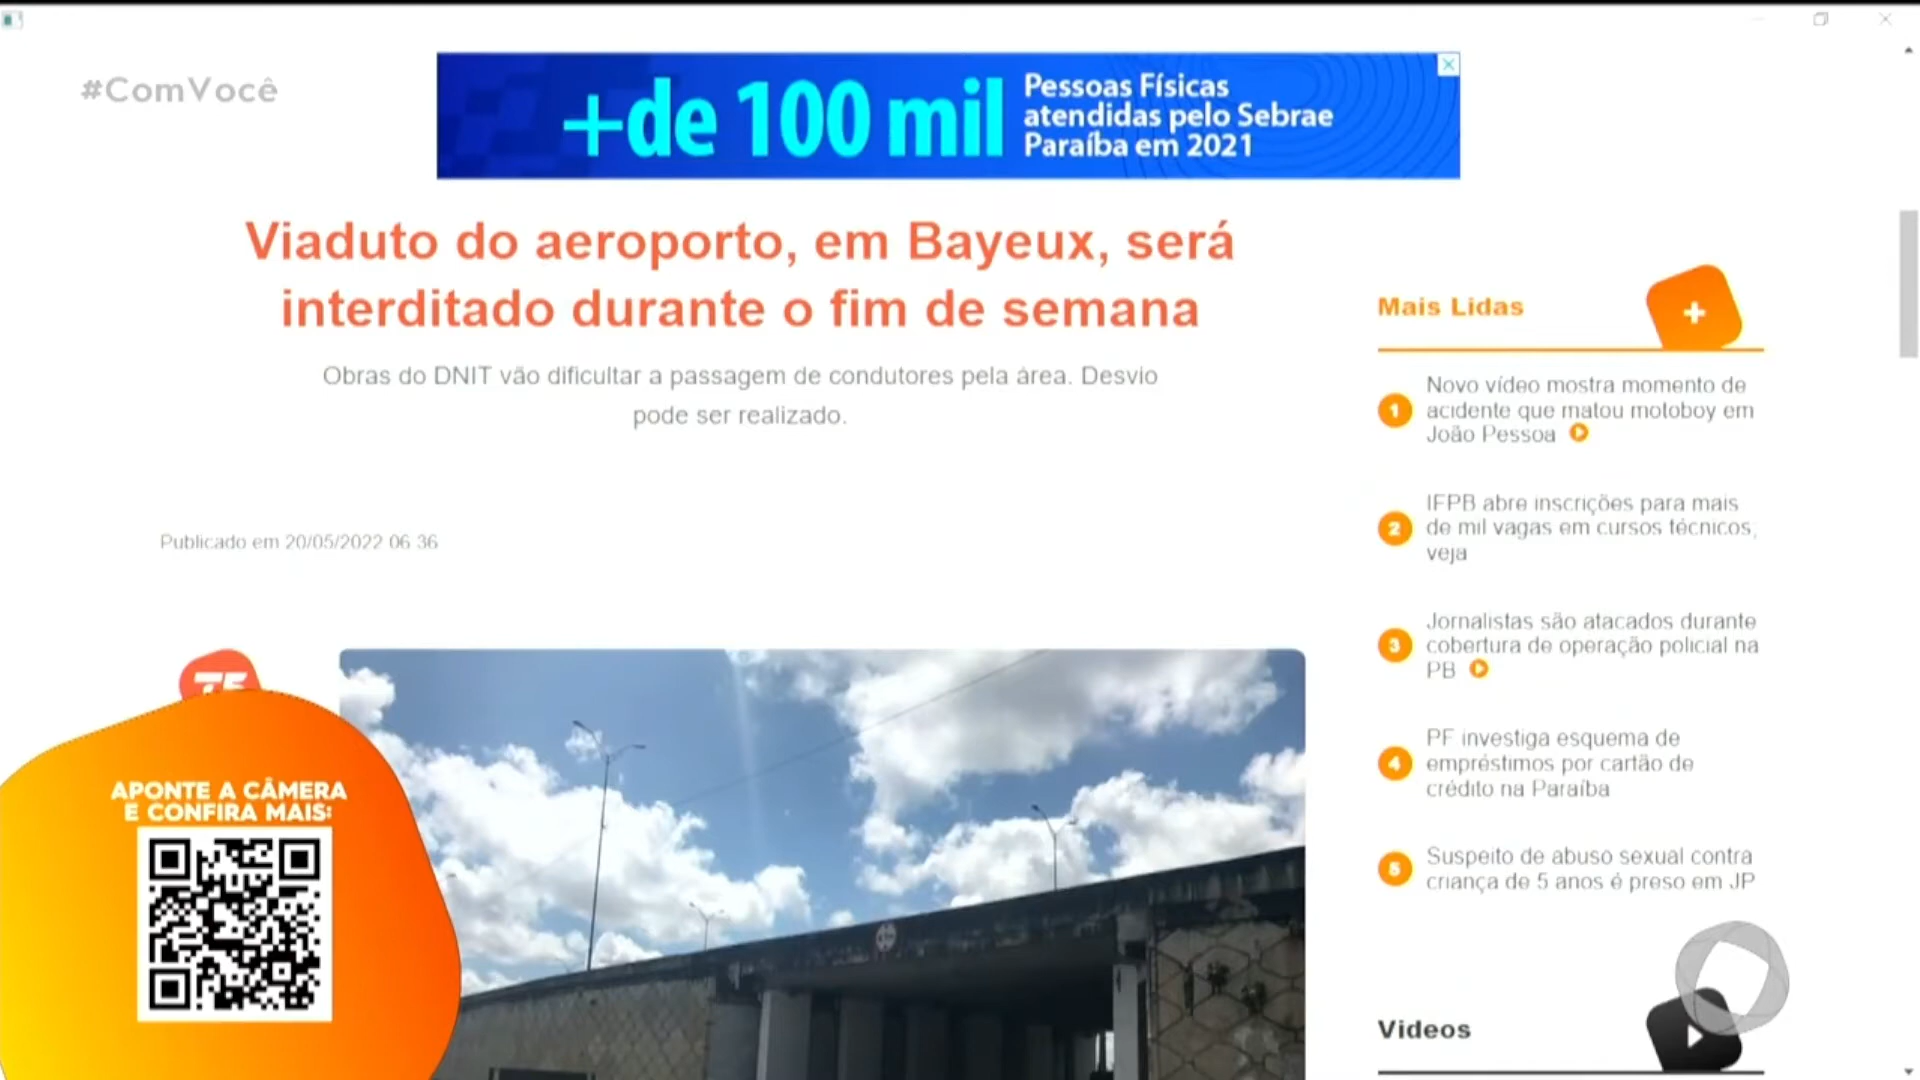 #ComVocê
+de 100 mil
Pessoas Físicas
atendidas pelo Sebrae
Paraíba em 2021
Viaduto do aeroporto, em Bayeux, será
interditado durante o fim de semana
Obras do DNIT vão dificultar a passagem de condutores pela área. Desvio
pode ser realizado.
Publicado em 20/05/2022 06 36
Mais Lidas
1
Novo vídeo mostra momento de
acidente que matou motoboy em
João Pessoa
2
IFPB abre inscrições para mais
de mil vagas em cursos técnicos;
veja
3
Jornalistas são atacados durante
cobertura de operação policial na
PB
4
PF investiga esquema de
empréstimos por cartão de
crédito na Paraíba
5
Suspeito de abuso sexual contra
criança de 5 anos é preso em JP
Videos
APONTE A CÂMERA
E CONFIRA MAIS: